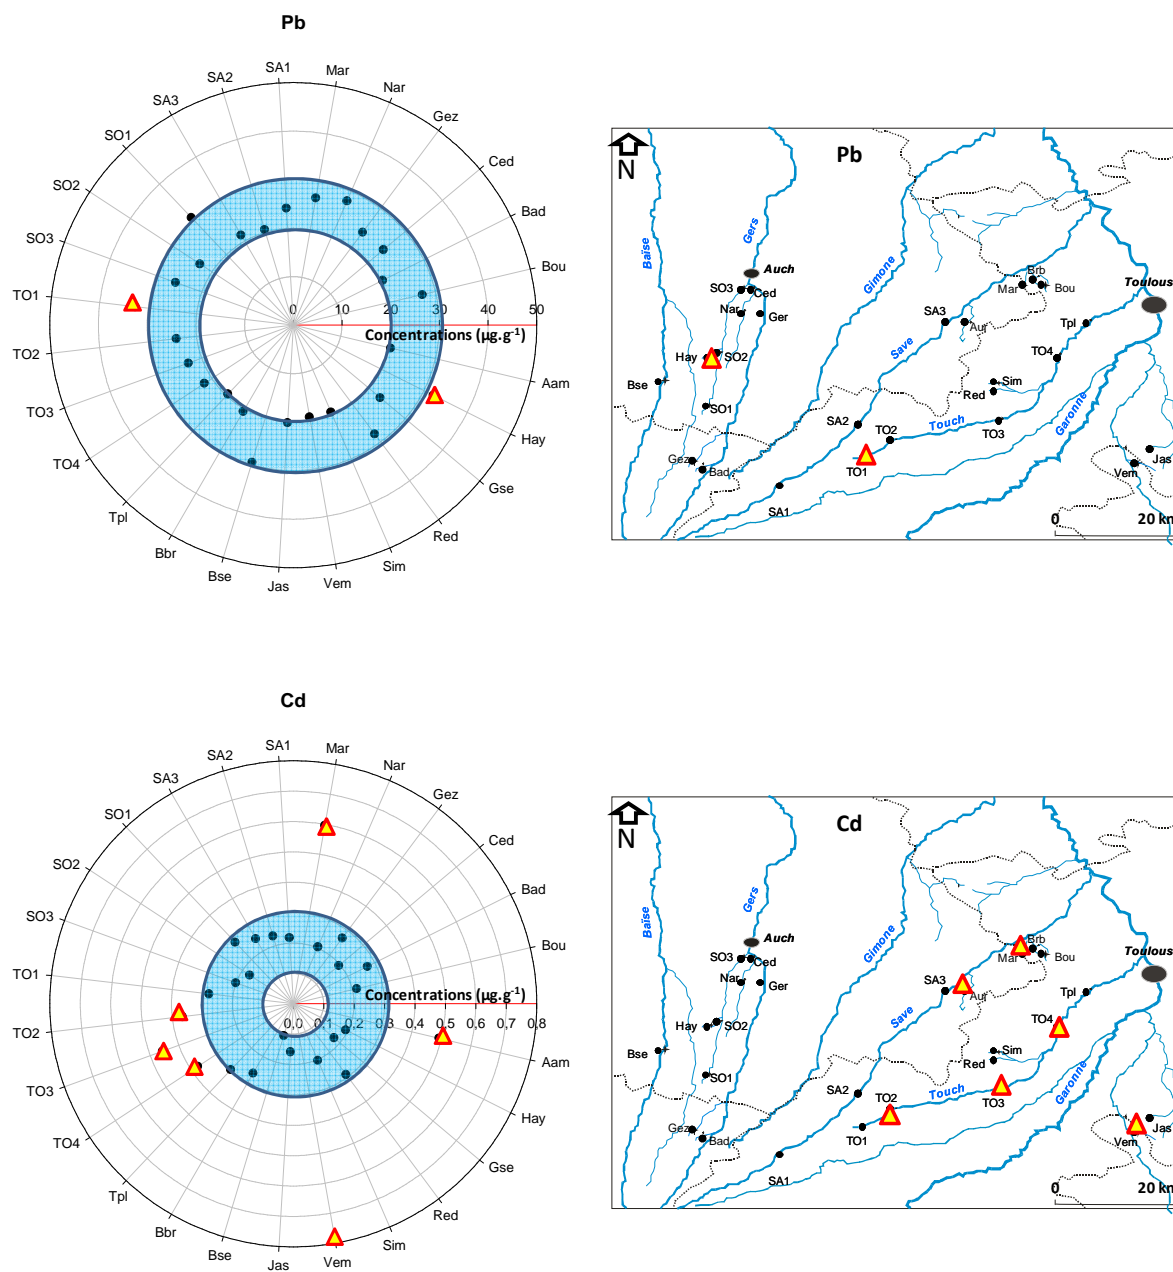 Pb
SA1
Mar
SA2
Nar
SA3
Gez
SO1
Ced
SO2
Bad
SO3
Bou
TO1
0 10 20 30 40 50
Concentrations (µg.g-1)
TO2
Aam
TO3
Hay
TO4
Gse
Tpl
Red
Bbr
Sim
Bse
Jas
Vem
N
Pb
Baïse
Gers
Gimone
Auch
SO3
Ced
Nar
Ger
Brb
Mar
Bou
Toulous
SA3
Aur
Tpl
Save
TO4
Hay
SO2
Bse
Sim
Red
SO1
Garonne
SA2
TO2
Touch
TO3
Gez
Bad
TO1
Jas
Vem
SA1
0 20 km
Cd
SA1
Mar
SA2
Nar
SA3
Gez
SO1
Ced
SO2
Bad
SO3
Bou
TO1
Concentrations (µg.g-1)
0,0 0,1 0,2 0,3 0,4 0,5 0,6 0,7 0,8
TO2
Aam
TO3
Hay
TO4
Gse
Tpl
Red
Bbr
Sim
Bse
Jas
Vem
N
Cd
Baïse
Gers
Gimone
Auch
SO3
Ced
Nar
Ger
Brb
Mar
Bou
Toulous
SA3
Aur
Tpl
Save
TO4
Hay
SO2
Bse
Sim
Red
SO1
Garonne
SA2
TO2
Touch
TO3
Gez
Bad
TO1
Jas
Vem
SA1
0 20 km